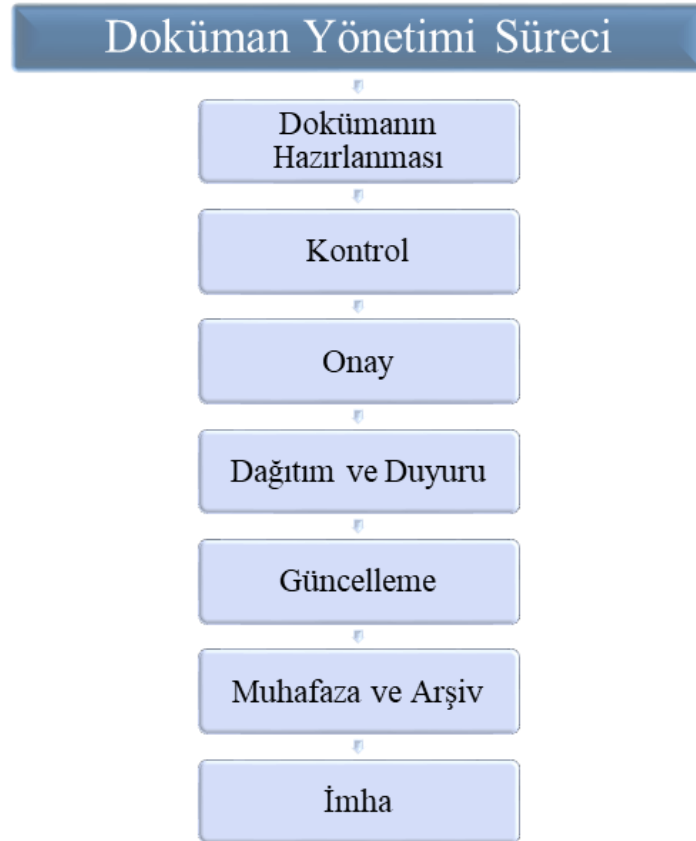 Doküman Yönetimi Süreci
Dokümanın
Hazırlanması
Kontrol
Onay
Dağıtım ve Duyuru
Güncelleme
Muhafaza ve Arşiv
İmha